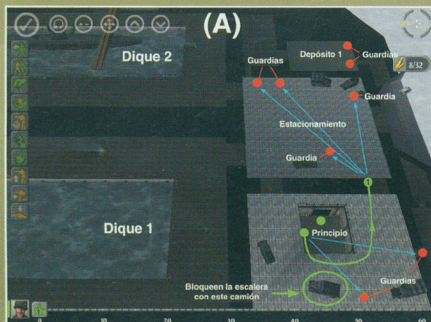 (A)
Dique 2
Depósito 1
Guardias
Guardias
8/32
Guardia
Estacionamiento
Guardia
1
Dique 1
Principio
Guardias
Bloqueen la escalera
con este camión
0 10 20 30 40 50 60